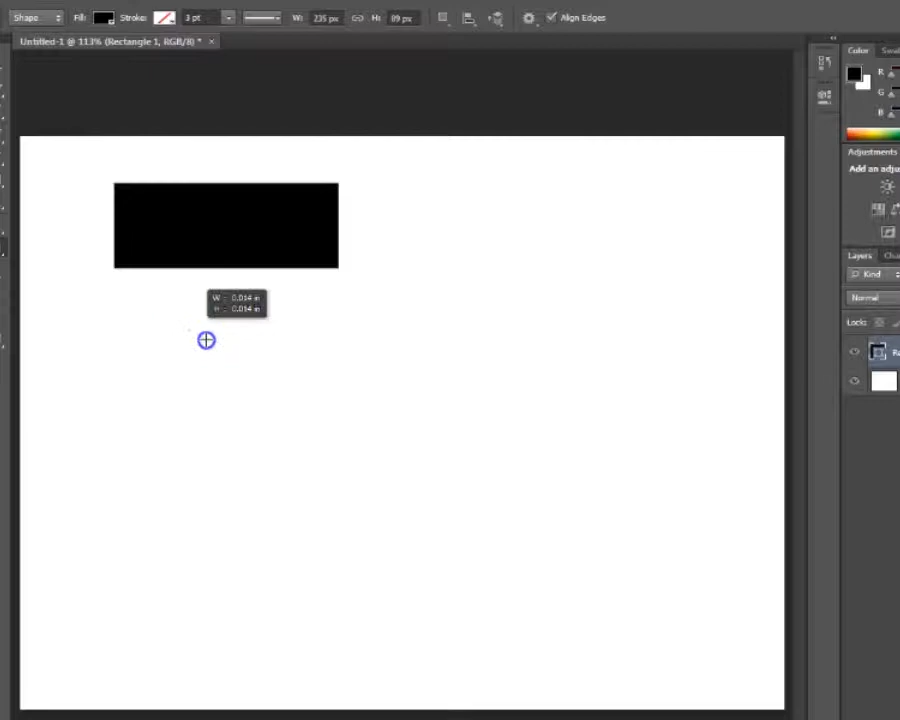 Shape Fill: Stroke: 3 pt W: 235 px H: 89 px Align Edges
Untitled-1 @ 113% (Rectangle 1, RGB/8) * ×
Color
R
G
B
Adjustments
Add an adju
Layers Cha
Kind
Normal
Lock:
W : 0.014 in
H : 0.014 in